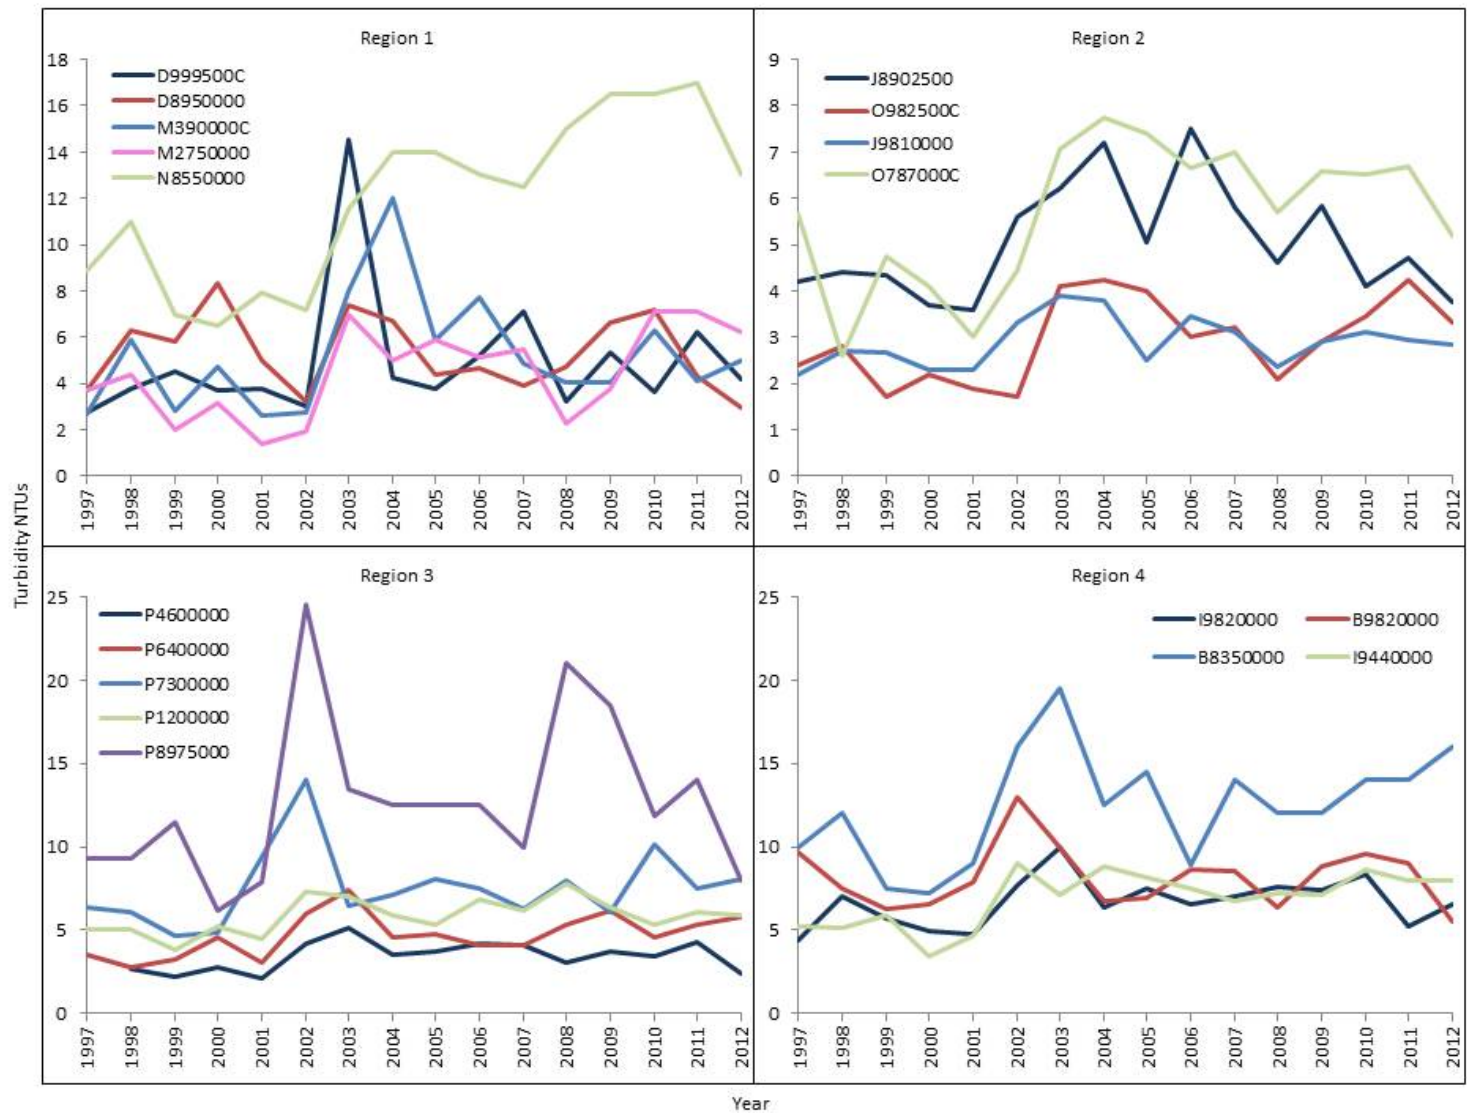 Region 1
18
16
14
12
10
8
6
4
2
0
D999500C
D8950000
M390000C
M2750000
N8550000
1997 1998 1999 2000 2001 2002 2003 2004 2005 2006 2007 2008 2009 2010 2011 2012
Region 2
9
8
7
6
5
4
3
2
1
0
J8902500
O982500C
J9810000
O787000C
1997 1998 1999 2000 2001 2002 2003 2004 2005 2006 2007 2008 2009 2010 2011 2012
Turbidity NTUs
Region 3
25
20
15
10
5
0
P4600000
P6400000
P7300000
P1200000
P8975000
1997 1998 1999 2000 2001 2002 2003 2004 2005 2006 2007 2008 2009 2010 2011 2012
Region 4
25
20
15
10
5
0
I9820000 B9820000
B8350000 I9440000
1997 1998 1999 2000 2001 2002 2003 2004 2005 2006 2007 2008 2009 2010 2011 2012
Year